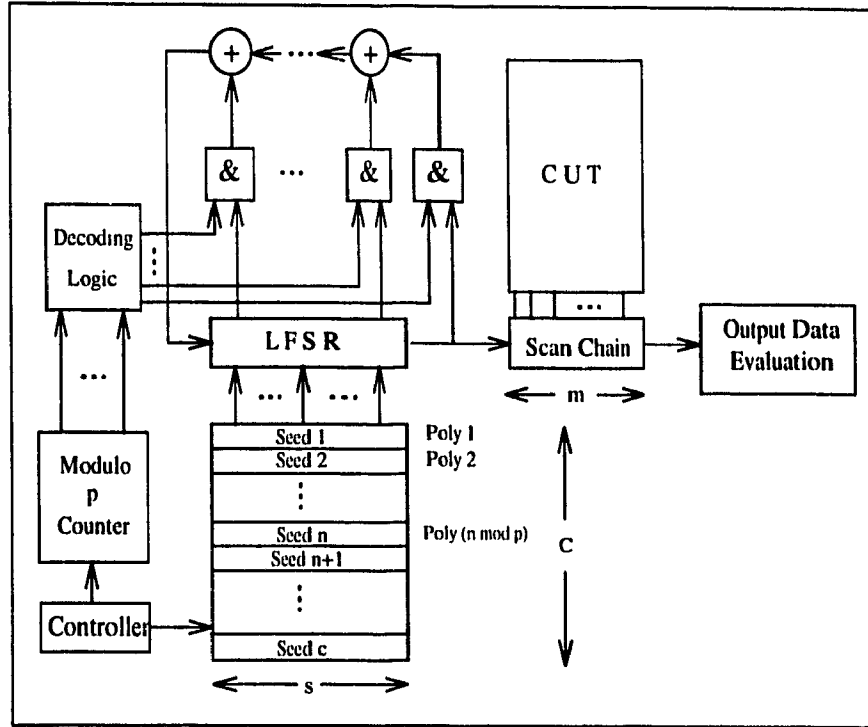 + ... +
& ... & &
CUT
Decoding
Logic
...
...
LFSR
Scan Chain
Output Data
Evaluation
...
... ...
m
Seed 1 Poly 1
Seed 2 Poly 2
Modulo
p
Counter
...
Seed n Poly (n mod p)
Seed n+1
C
...
Controller
Seed c
s